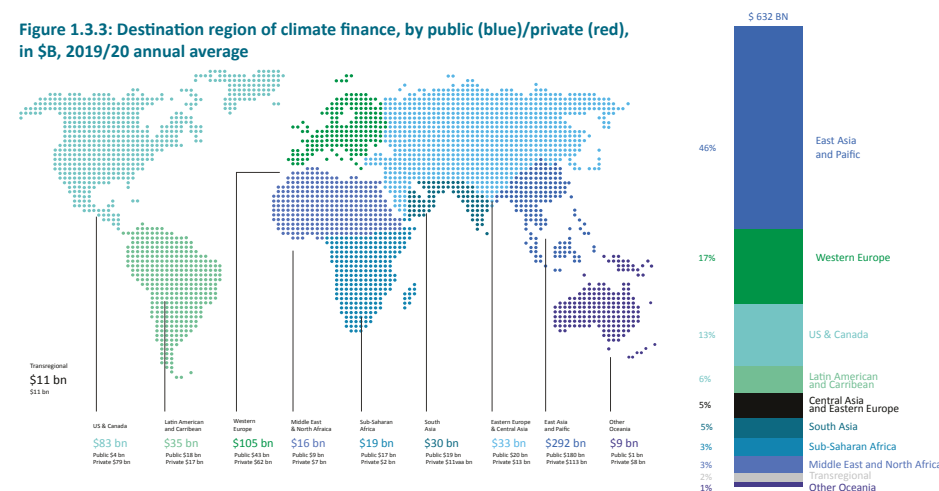 Figure 1.3.3: Destination region of climate finance, by public (blue)/private (red),
in $B, 2019/20 annual average
Transregional
$11 bn
$11 bn
US & Canada
$83 bn
Public $4 bn
Private $79 bn
Latin American
and Carribean
$35 bn
Public $18 bn
Private $17 bn
Western
Europe
$105 bn
Public $43 bn
Private $62 bn
Middle East
& North Afraica
$16 bn
Public $9 bn
Private $7 bn
Sub-Saharan
Africa
$19 bn
Public $17 bn
Private $2 bn
South
Asia
$30 bn
Public $19 bn
Private $11vaa bn
Eastern Europe
& Central Asia
$33 bn
Public $20 bn
Private $13 bn
East Asia
and Paific
$292 bn
Public $180 bn
Private $113 bn
Other
Oceania
$9 bn
Public $1 bn
Private $8 bn
$ 632 BN
46%
East Asia
and Paific
17%
Western Europe
13%
US & Canada
6%
Latin American
and Carribean
5%
Central Asia
and Eastern Europe
5%
South Asia
3%
Sub-Saharan Africa
3%
Middle East and North Africa
2%
Transregional
1%
Other Oceania